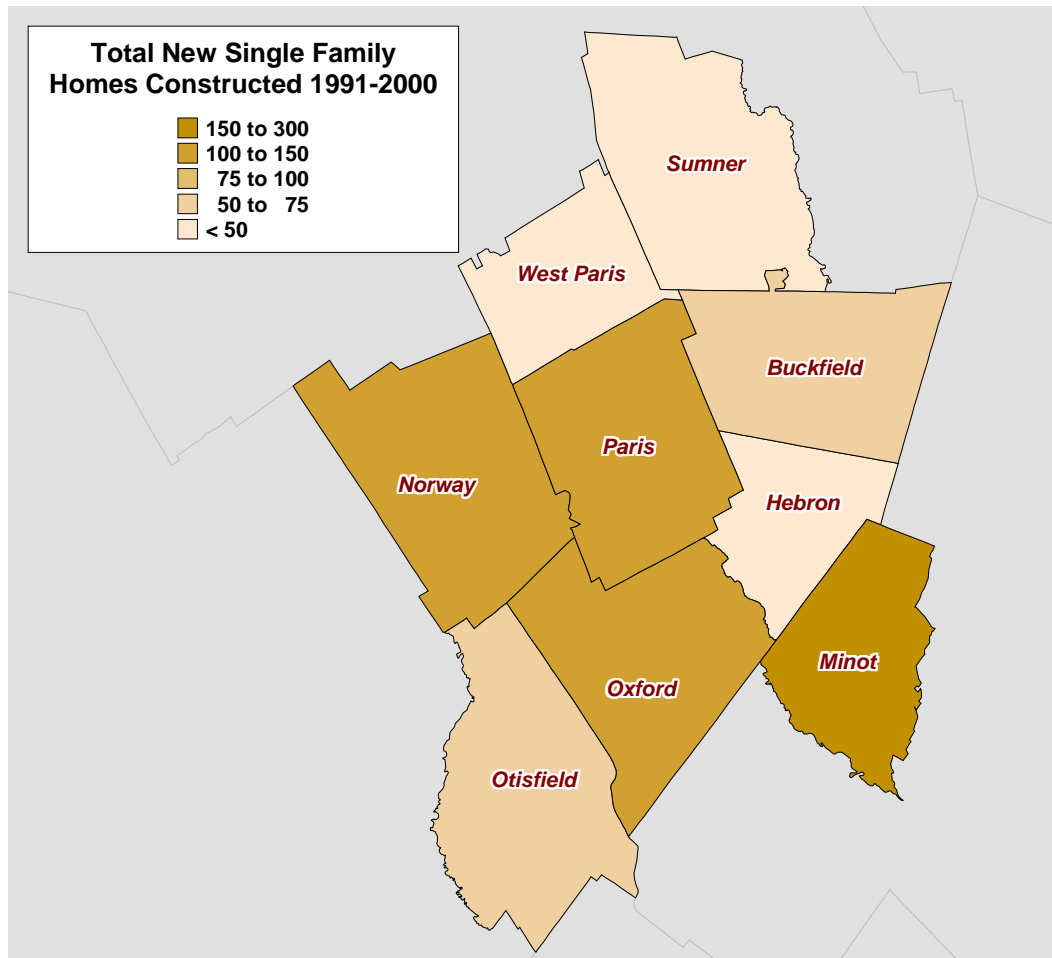 Total New Single Family
Homes Constructed 1991-2000
150 to 300
100 to 150
75 to 100
50 to 75
< 50
Sumner
West Paris
Buckfield
Paris
Norway
Hebron
Minot
Oxford
Otisfield